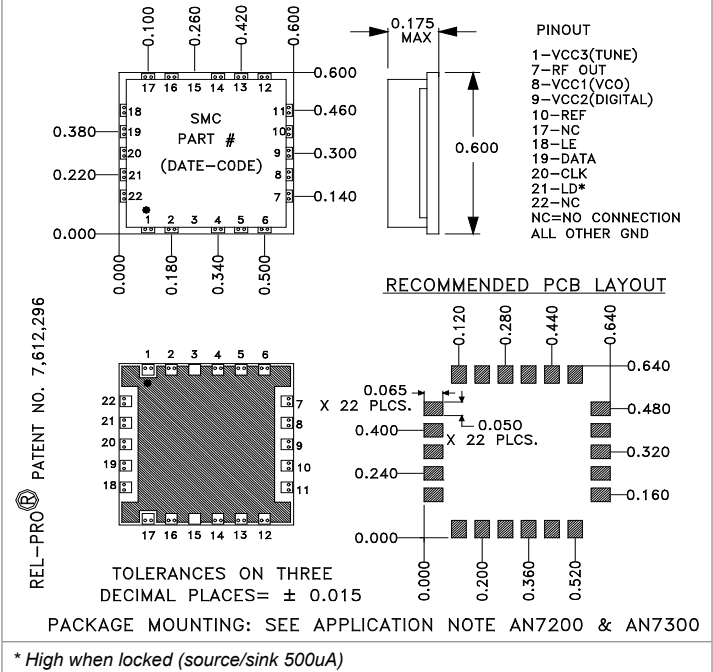 0.100
0.260
0.420
0.600
17 16 15 14 13 12
0.600
18
11
0.460
0.380
19
SMC
PART #
(DATE-CODE)
10
20
9
0.300
0.220
21
8
22
7
0.140
1 2 3 4 5 6
0.000
0.000
0.180
0.340
0.500
0.175
MAX
0.600
PINOUT
1-VCC3(TUNE)
7-RF OUT
8-VCC1(VCO)
9-VCC2(DIGITAL)
10-REF
17-NC
18-LE
19-DATA
20-CLK
21-LD*
22-NC
NC=NO CONNECTION
ALL OTHER GND
REL-PRO® PATENT NO. 7,612,296
1 2 3 4 5 6
22
7
21
8
20
9
19
10
18
11
17 16 15 14 13 12
RECOMMENDED PCB LAYOUT
0.120
0.280
0.440
0.640
0.640
0.065
X 22 PLCS.
0.480
0.050
X 22 PLCS.
0.400
0.320
0.240
0.160
0.000
0.000
0.200
0.360
0.520
TOLERANCES ON THREE
DECIMAL PLACES= ± 0.015
PACKAGE MOUNTING: SEE APPLICATION NOTE AN7200 & AN7300
* High when locked (source/sink 500uA)